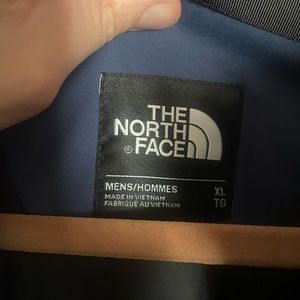 THE
NORTH
FACE
MENS/HOMMES
XL
MADE IN VIETNAM
TG
FABRIQUÉ AU VIETNAM